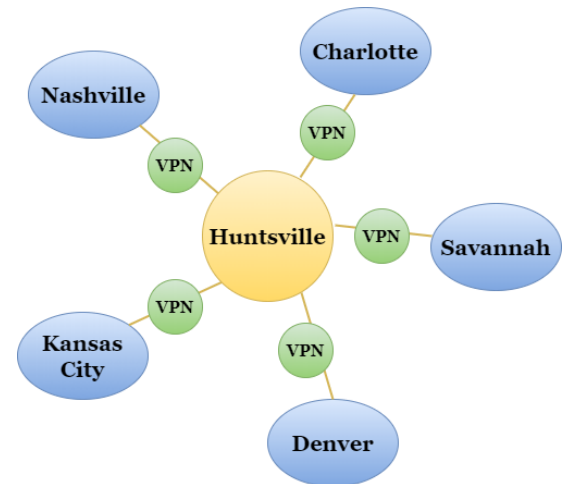 Charlotte
Nashville
VPN
VPN
Huntsville
VPN
Savannah
VPN
Kansas
City
VPN
Denver